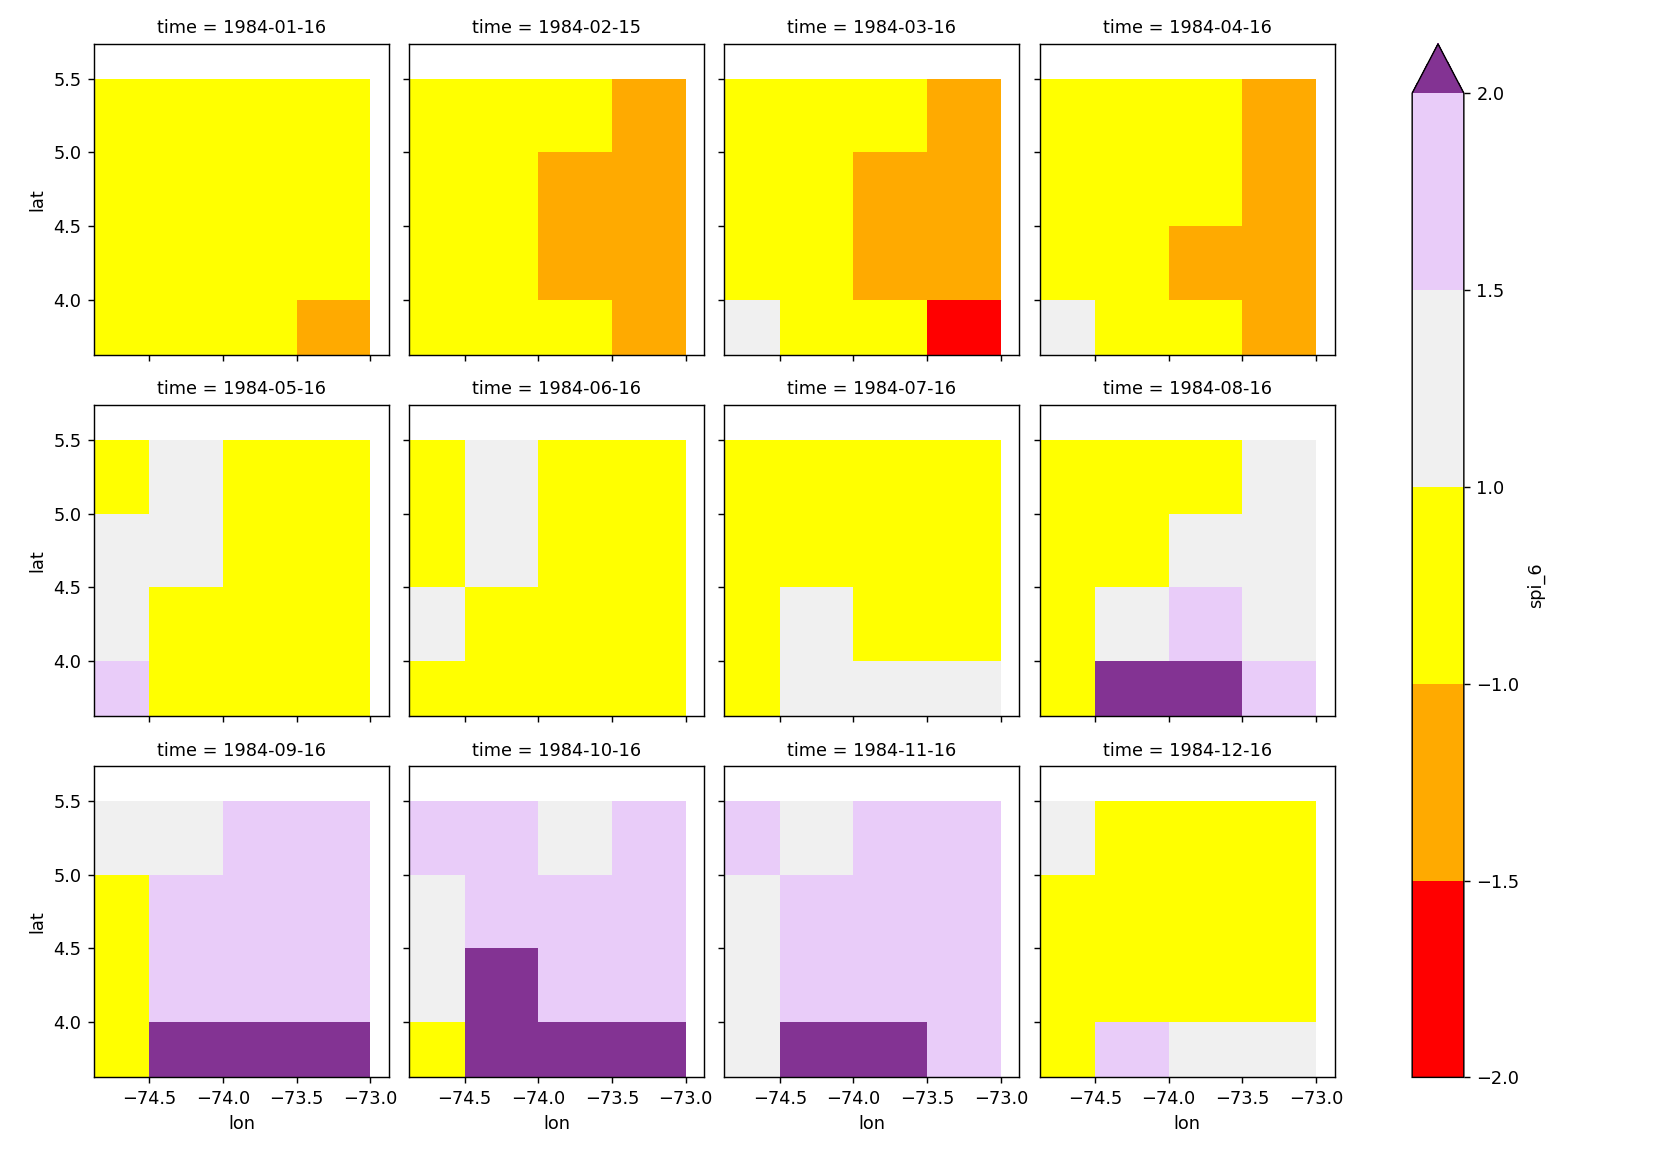 time = 1984-01-16
time = 1984-02-15
time = 1984-03-16
time = 1984-04-16
5.5
5.0
4.5
4.0
lat
time = 1984-05-16
time = 1984-06-16
time = 1984-07-16
time = 1984-08-16
5.5
5.0
4.5
4.0
lat
time = 1984-09-16
time = 1984-10-16
time = 1984-11-16
time = 1984-12-16
5.5
5.0
4.5
4.0
lat
−74.5 −74.0 −73.5 −73.0
lon
−74.5 −74.0 −73.5 −73.0
lon
−74.5 −74.0 −73.5 −73.0
lon
−74.5 −74.0 −73.5 −73.0
lon
2.0
1.5
1.0
−1.0
−1.5
−2.0
spi_6